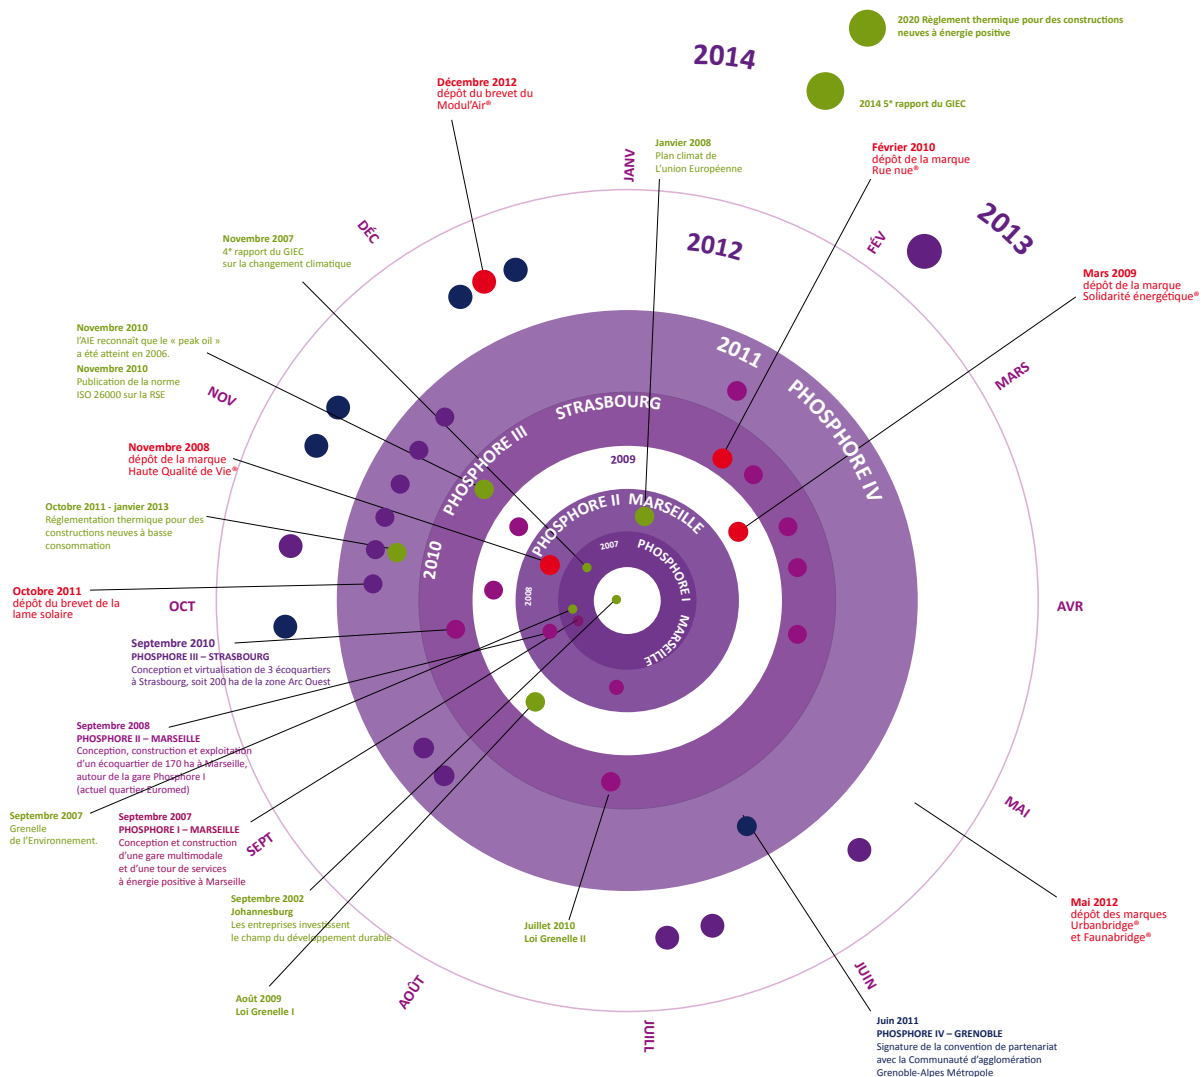 2020 Règlement thermique pour des constructions
neuves à énergie positive
2014
2014 5e rapport du GIEC
Décembre 2012
dépôt du brevet du
Modul'Air®
Janvier 2008
Plan climat de
L'union Européenne
Février 2010
dépôt de la marque
Rue nue®
JANV
FÉV
2013
2012
DÉC
Novembre 2007
4e rapport du GIEC
sur la changement climatique
Mars 2009
dépôt de la marque
Solidarité énergétique®
MARS
Novembre 2010
l'AIE reconnaît que le « peak oil »
a été atteint en 2006.
Novembre 2010
Publication de la norme
ISO 26000 sur la RSE
NOV
2011
PHOSPHORE IV
STRASBOURG
PHOSPHORE III
2010
2009
Novembre 2008
dépôt de la marque
Haute Qualité de Vie®
PHOSPHORE II MARSEILLE
2008
2007
PHOSPHORE I
MARSEILLE
Octobre 2011 - janvier 2013
Réglementation thermique pour des
constructions neuves à basse
consommation
Octobre 2011
dépôt du brevet de la
lame solaire
OCT
AVR
Septembre 2010
PHOSPHORE III – STRASBOURG
Conception et virtualisation de 3 écoquartiers
à Strasbourg, soit 200 ha de la zone Arc Ouest
Septembre 2008
PHOSPHORE II – MARSEILLE
Conception, construction et exploitation
d'un écoquartier de 170 ha à Marseille,
autour de la gare Phosphore I
(actuel quartier Euromed)
Septembre 2007
Grenelle
de l'Environnement.
Septembre 2007
PHOSPHORE I – MARSEILLE
Conception et construction
d'une gare multimodale
et d'une tour de services
à énergie positive à Marseille
SEPT
MAI
Septembre 2002
Johannesburg
Les entreprises investissent
le champ du développement durable
Juillet 2010
Loi Grenelle II
Mai 2012
dépôt des marques
Urbanbridge®
et Faunabridge®
Août 2009
Loi Grenelle I
AOÛT
JUILL
JUIN
Juin 2011
PHOSPHORE IV – GRENOBLE
Signature de la convention de partenariat
avec la Communauté d'agglomération
Grenoble-Alpes Métropole